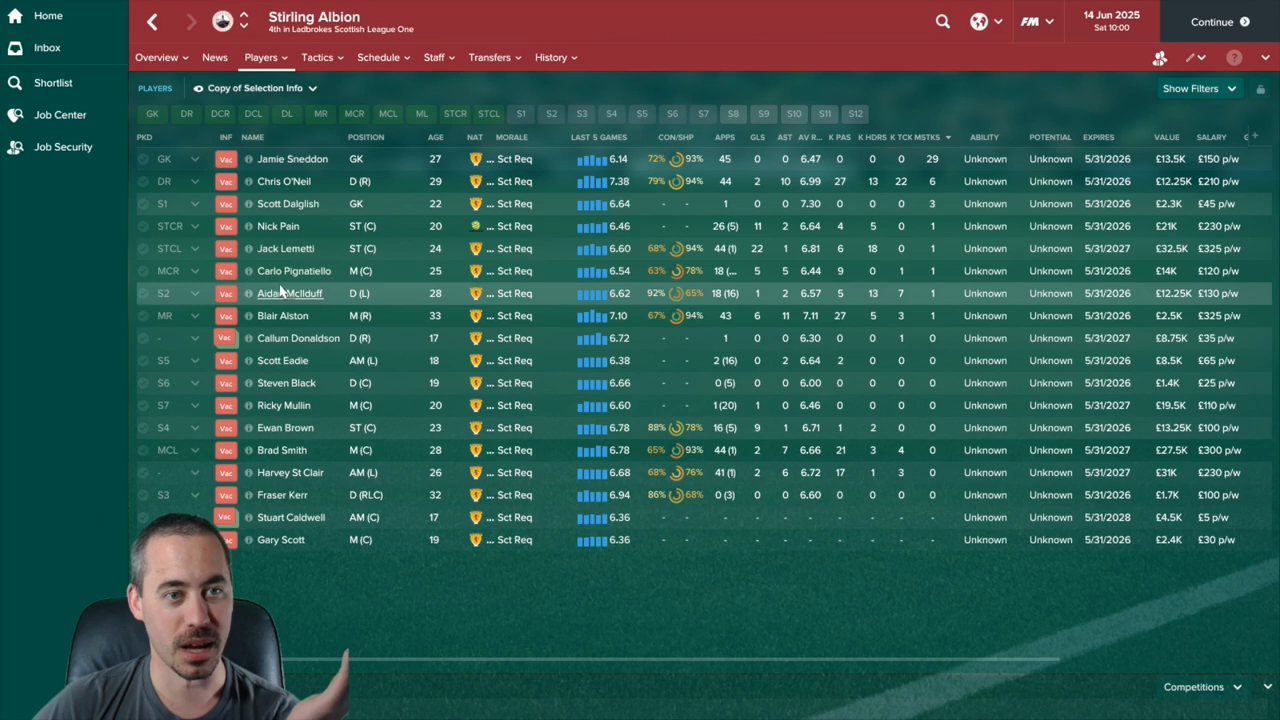 Home
Inbox
Shortlist
Job Center
Job Security
Stirling Albion
4th in Ladbrokes Scottish League One
FM
14 Jun 2025
Sat 10:00
Continue
Overview News Players Tactics Schedule Staff Transfers History
PLAYERS Copy of Selection Info Show Filters
GK DR DCR DCL DL MR MCR MCL ML STCR STCL S1 S2 S3 S4 S5 S6 S7 S8 S9 S10 S11 S12
PKD INF NAME POSITION AGE NAT MORALE LAST 5 GAMES CON/SHP APPS GLS AST AV R... K PAS K HDRS K TCK MSTKS ABILITY POTENTIAL EXPIRES VALUE SALARY
GK Vac Jamie Sneddon GK 27 ... Sct Req 6.14 72% 93% 45 0 0 6.47 0 0 0 29 Unknown Unknown 5/31/2026 £13.5K £150 p/w
DR Vac Chris O'Neil D (R) 29 ... Sct Req 7.38 79% 94% 44 2 10 6.99 27 13 22 6 Unknown Unknown 5/31/2026 £12.25K £210 p/w
S1 Vac Scott Dalglish GK 22 ... Sct Req 6.64 - - 1 0 0 7.30 0 0 0 3 Unknown Unknown 5/31/2026 £2.3K £45 p/w
STCR Vac Nick Pain ST (C) 20 ... Sct Req 6.46 - - 26 (5) 11 2 6.64 4 5 0 1 Unknown Unknown 5/31/2026 £21K £230 p/w
STCL Vac Jack Lemetti ST (C) 24 ... Sct Req 6.60 68% 94% 44 (1) 22 1 6.81 6 18 0 1 Unknown Unknown 5/31/2027 £32.5K £325 p/w
MCR Vac Carlo Pignatiello M (C) 25 ... Sct Req 6.54 63% 78% 18 (... 5 5 6.44 9 0 1 1 Unknown Unknown 5/31/2026 £14K £120 p/w
S2 Vac Aidan McIlduff D (L) 28 ... Sct Req 6.62 92% 65% 18 (16) 1 2 6.57 5 13 7 1 Unknown Unknown 5/31/2026 £12.25K £130 p/w
MR Vac Blair Alston M (R) 33 ... Sct Req 7.10 67% 94% 43 6 11 7.11 27 5 3 1 Unknown Unknown 5/31/2026 £2.5K £325 p/w
- Vac Callum Donaldson D (R) 17 ... Sct Req 6.72 - - 1 0 0 6.30 0 0 1 0 Unknown Unknown 5/31/2026 £8.75K £35 p/w
S5 Vac Scott Eadie AM (L) 18 ... Sct Req 6.38 - - 2 (16) 0 2 6.64 2 0 0 0 Unknown Unknown 5/31/2026 £8.5K £65 p/w
S6 Vac Steven Black D (C) 19 ... Sct Req 6.66 - - 0 (5) 0 0 6.00 0 0 0 0 Unknown Unknown 5/31/2026 £1.4K £25 p/w
S7 Vac Ricky Mullin M (C) 20 ... Sct Req 6.60 - - 1 (20) 1 0 6.46 0 0 0 0 Unknown Unknown 5/31/2027 £19.5K £110 p/w
S4 Vac Ewan Brown ST (C) 23 ... Sct Req 6.78 88% 78% 16 (5) 9 1 6.71 1 2 0 0 Unknown Unknown 5/31/2026 £13.25K £100 p/w
MCL Vac Brad Smith M (C) 28 ... Sct Req 6.78 65% 93% 44 (1) 2 7 6.66 21 3 4 0 Unknown Unknown 5/31/2026 £27.5K £300 p/w
- Vac Harvey St Clair AM (L) 26 ... Sct Req 6.68 68% 76% 41 (1) 2 6 6.72 17 1 3 0 Unknown Unknown 5/31/2026 £31K £230 p/w
S3 Vac Fraser Kerr D (RLC) 32 ... Sct Req 6.94 86% 68% 0 (3) 0 0 6.60 0 0 0 0 Unknown Unknown 5/31/2026 £1.7K £100 p/w
Vac Stuart Caldwell AM (C) 17 ... Sct Req 6.36 - - - - - - - - - - Unknown Unknown 5/31/2028 £4.5K £5 p/w
Gary Scott M (C) 19 ... Sct Req 6.36 - - - - - - - - - - Unknown Unknown 5/31/2026 £2.4K £30 p/w
Competitions